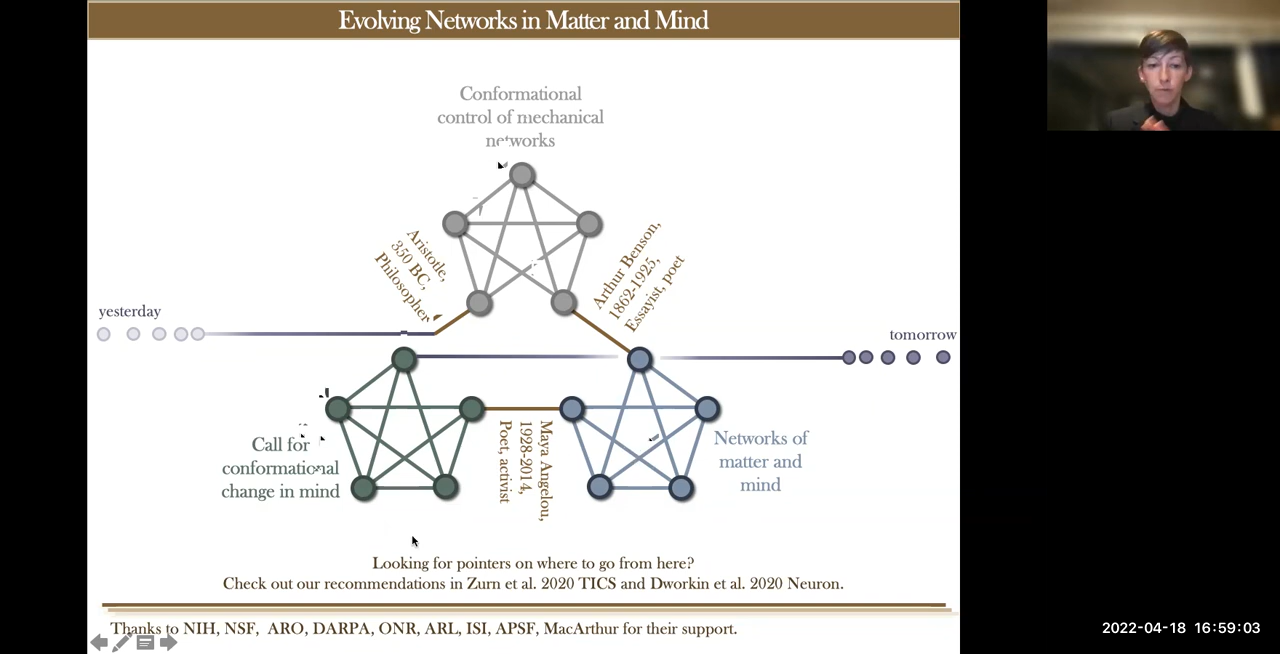 Evolving Networks in Matter and Mind
Conformational
control of mechanical
networks
Aristotle,
350 BC,
Philosopher
Arthur Benson,
1862-1925,
Essayist, poet
yesterday
tomorrow
Call for
conformational
change in mind
Maya Angelou,
1928-2014,
Poet, activist
Networks of
matter and
mind
Looking for pointers on where to go from here?
Check out our recommendations in Zurn et al. 2020 TICS and Dworkin et al. 2020 Neuron.
Thanks to NIH, NSF, ARO, DARPA, ONR, ARL, ISI, APSF, MacArthur for their support.
2022-04-18 16:59:03